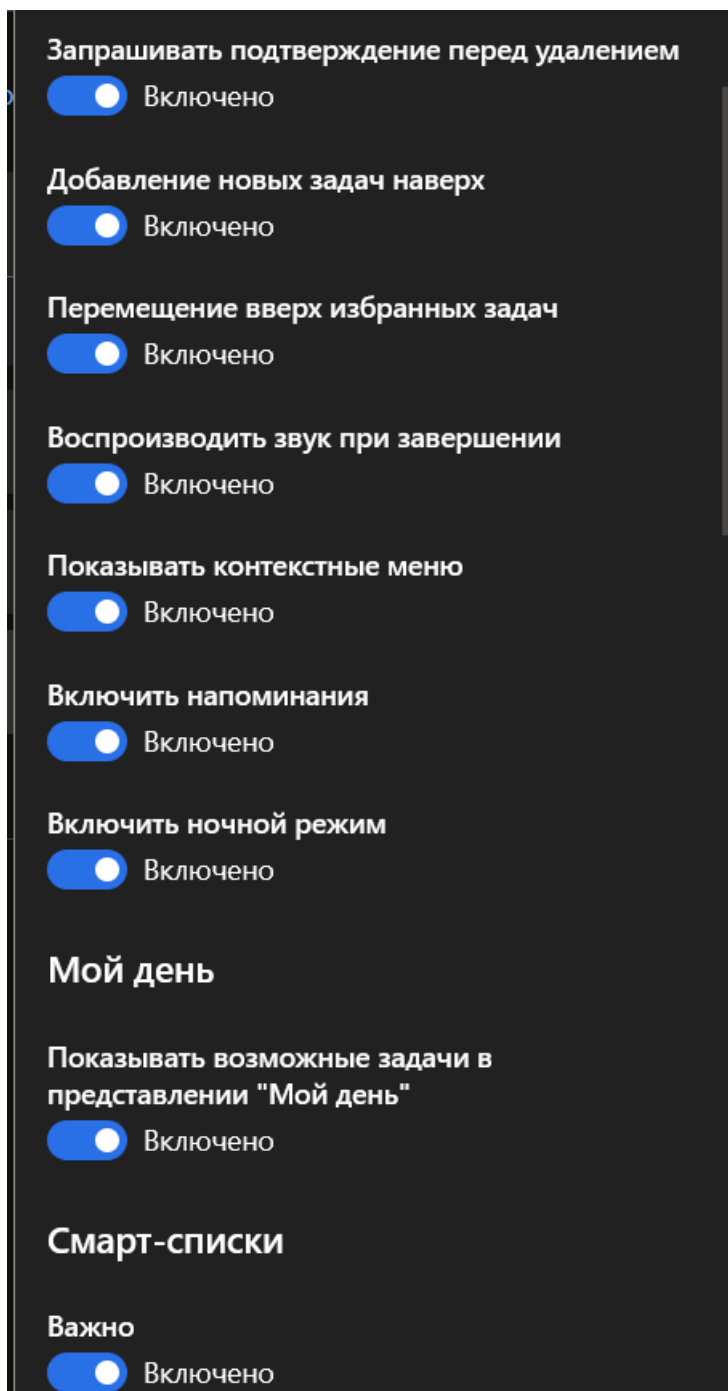 Запрашивать подтверждение перед удалением
Включено
Добавление новых задач наверх
Включено
Перемещение вверх избранных задач
Включено
Воспроизводить звук при завершении
Включено
Показывать контекстные меню
Включено
Включить напоминания
Включено
Включить ночной режим
Включено
Мой день
Показывать возможные задачи в
представлении "Мой день"
Включено
Смарт-списки
Важно
Включено